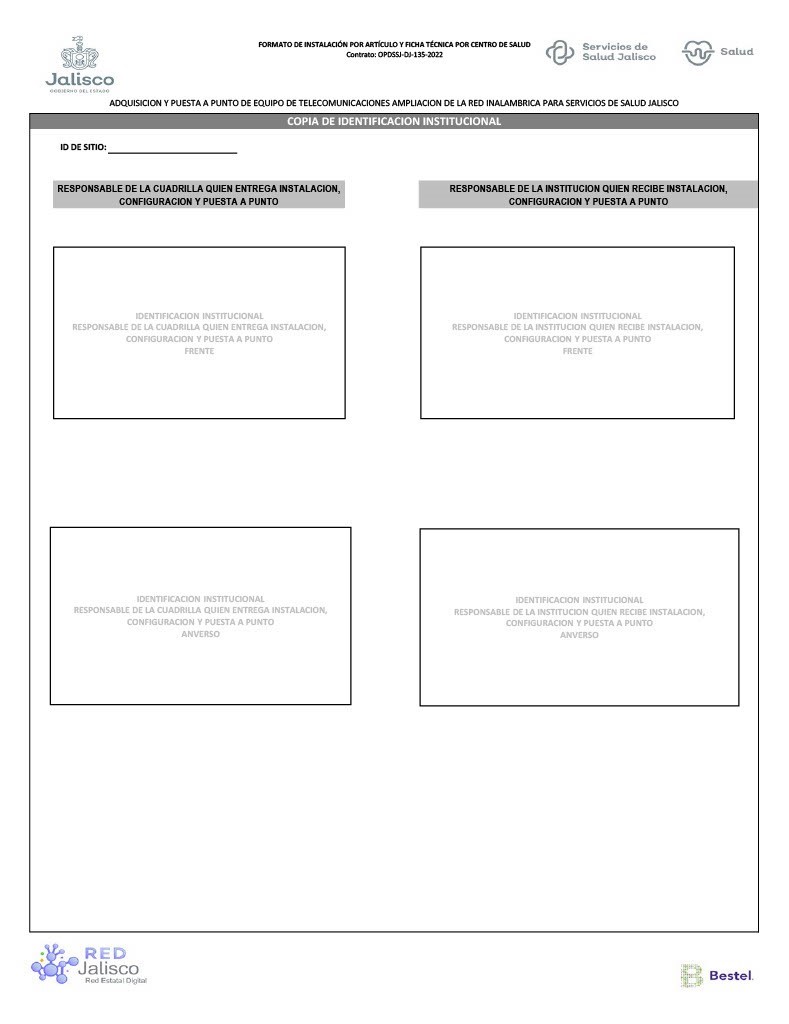 Jalisco
GOBIERNO DEL ESTADO
FORMATO DE INSTALACIÓN POR ARTÍCULO Y FICHA TÉCNICA POR CENTRO DE SALUD
Contrato: OPDSSJ-DJ-135-2022
Servicios de
Salud Jalisco
Salud
ADQUISICION Y PUESTA A PUNTO DE EQUIPO DE TELECOMUNICACIONES AMPLIACION DE LA RED INALAMBRICA PARA SERVICIOS DE SALUD JALISCO
COPIA DE IDENTIFICACION INSTITUCIONAL
ID DE SITIO:
RESPONSABLE DE LA CUADRILLA QUIEN ENTREGA INSTALACION,
CONFIGURACION Y PUESTA A PUNTO
RESPONSABLE DE LA INSTITUCION QUIEN RECIBE INSTALACION,
CONFIGURACION Y PUESTA A PUNTO
IDENTIFICACION INSTITUCIONAL
RESPONSABLE DE LA CUADRILLA QUIEN ENTREGA INSTALACION,
CONFIGURACION Y PUESTA A PUNTO
FRENTE
IDENTIFICACION INSTITUCIONAL
RESPONSABLE DE LA INSTITUCION QUIEN RECIBE INSTALACION,
CONFIGURACION Y PUESTA A PUNTO
FRENTE
IDENTIFICACION INSTITUCIONAL
RESPONSABLE DE LA CUADRILLA QUIEN ENTREGA INSTALACION,
CONFIGURACION Y PUESTA A PUNTO
ANVERSO
IDENTIFICACION INSTITUCIONAL
RESPONSABLE DE LA INSTITUCION QUIEN RECIBE INSTALACION,
CONFIGURACION Y PUESTA A PUNTO
ANVERSO
RED
Jalisco
Red Estatal Digital
Bestel.